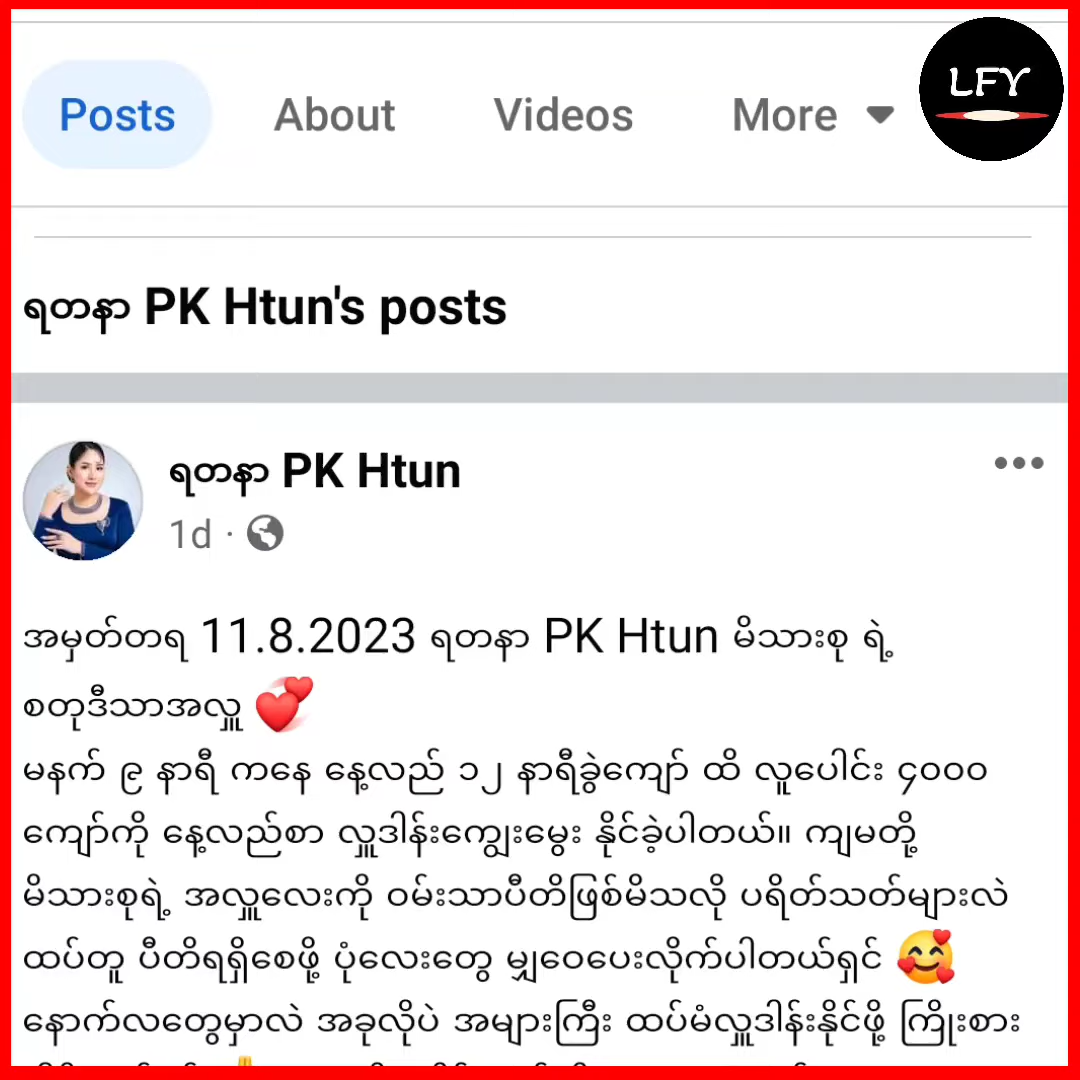 Posts About Videos More
LFY
ရတနာ PK Htun's posts
ရတနာ PK Htun
1d ·
အမှတ်တရ 11.8.2023 ရတနာ PK Htun မိသားစု ရဲ့
စတုဒီသာအလှူ 💞
မနက် ၉ နာရီ ကနေ နေ့လည် ၁၂ နာရီခွဲကျော် ထိ လူပေါင်း ၄၀၀၀
ကျော်ကို နေ့လည်စာ လှူဒါန်းကျွေးမွေး နိုင်ခဲ့ပါတယ်။ ကျမတို့
မိသားစုရဲ့ အလှူလေးကို ဝမ်းသာပီတိဖြစ်မိသလို ပရိတ်သတ်များလဲ
ထပ်တူ ပီတိရရှိစေဖို့ ပုံလေးတွေ မျှဝေပေးလိုက်ပါတယ်ရှင် 🥰
နောက်လတွေမှာလဲ အခုလိုပဲ အများကြီး ထပ်မံလှူဒါန်းနိုင်ဖို့ ကြိုးစား